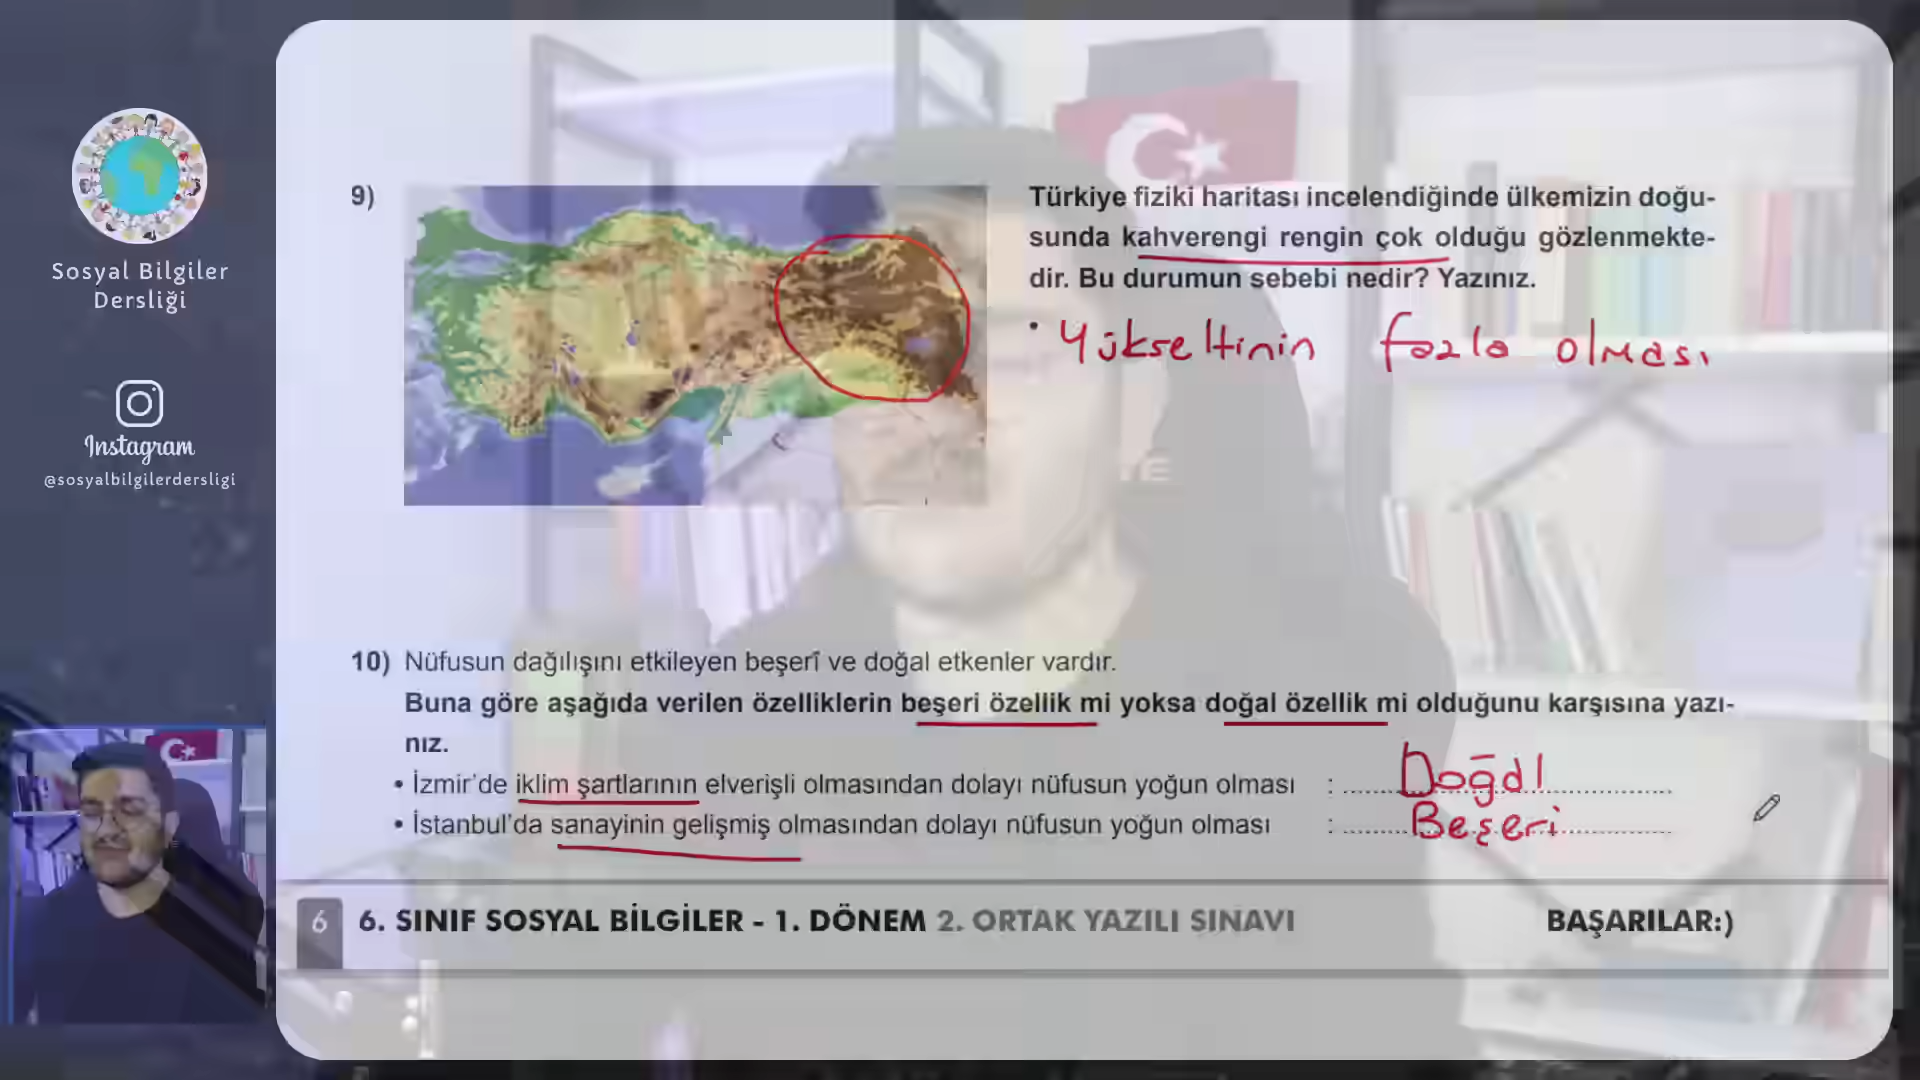 Sosyal Bilgiler
Dersliği
Instagram
@sosyalbilgilerdersligi
9)
Türkiye fiziki haritası incelendiğinde ülkemizin doğu-
sunda kahverengi rengin çok olduğu gözlenmekte-
dir. Bu durumun sebebi nedir? Yazınız.
• Yükseltinin fazla olması
10) Nüfusun dağılışını etkileyen beşerî ve doğal etkenler vardır.
Buna göre aşağıda verilen özelliklerin beşeri özellik mi yoksa doğal özellik mi olduğunu karşısına yazı-
nız.
• İzmir'de iklim şartlarının elverişli olmasından dolayı nüfusun yoğun olması : Doğal
• İstanbul'da sanayinin gelişmiş olmasından dolayı nüfusun yoğun olması : Beşeri
6 6. SINIF SOSYAL BİLGİLER - 1. DÖNEM 2. ORTAK YAZILI SINAVI BAŞARILAR:)